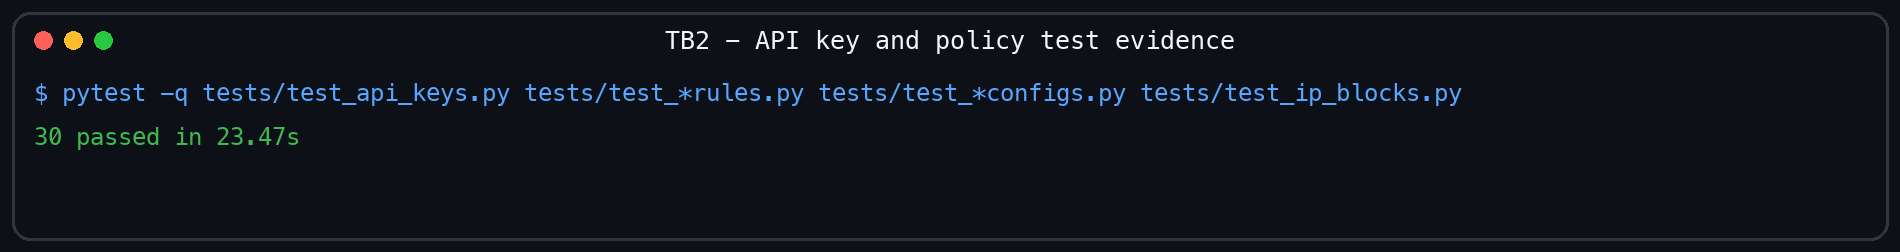 TB2 – API key and policy test evidence
$ pytest −q tests/test_api_keys.py tests/test_*rules.py tests/test_*configs.py tests/test_ip_blocks.py
30 passed in 23.47s